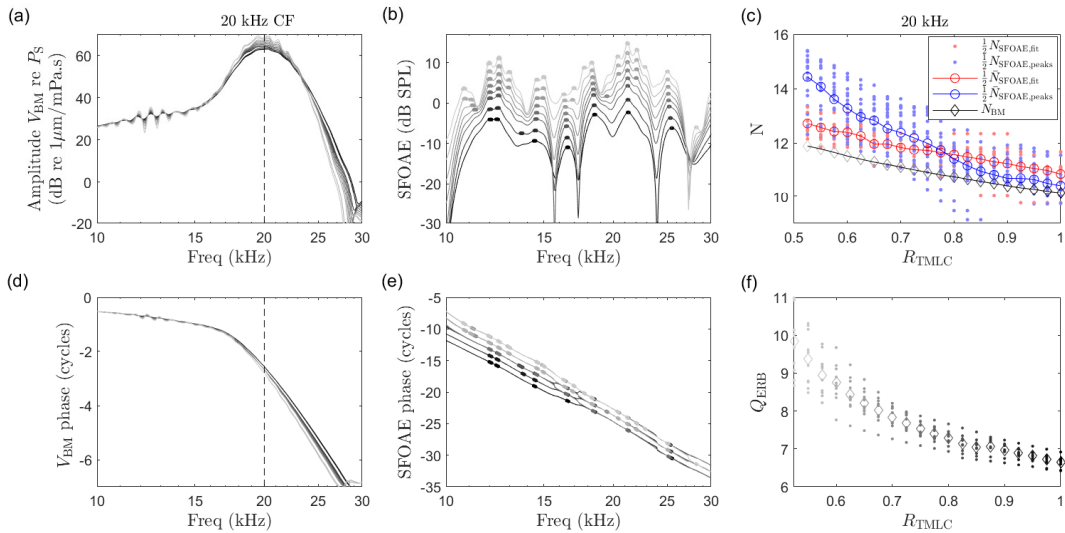 (a)
20 kHz CF
Amplitude V_BM re P_S
(dB re 1μm/mPa.s)
60
40
20
0
-20
10
15
20
25
30
Freq (kHz)
(b)
SFOAE (dB SPL)
20
10
0
-10
-20
-30
10
15
20
25
30
Freq (kHz)
(c)
20 kHz
N
16
14
12
10
0.5
0.6
0.7
0.8
0.9
1
R_TMLC
½N_SFOAE,fit
½N_SFOAE,peaks
½N̄_SFOAE,fit
½N̄_SFOAE,peaks
N_BM
(d)
V_BM phase (cycles)
0
-2
-4
-6
10
15
20
25
30
Freq (kHz)
(e)
SFOAE phase (cycles)
-5
-10
-15
-20
-25
-30
-35
10
15
20
25
30
Freq (kHz)
(f)
Q_ERB
11
10
9
8
7
6
0.6
0.7
0.8
0.9
1
R_TMLC